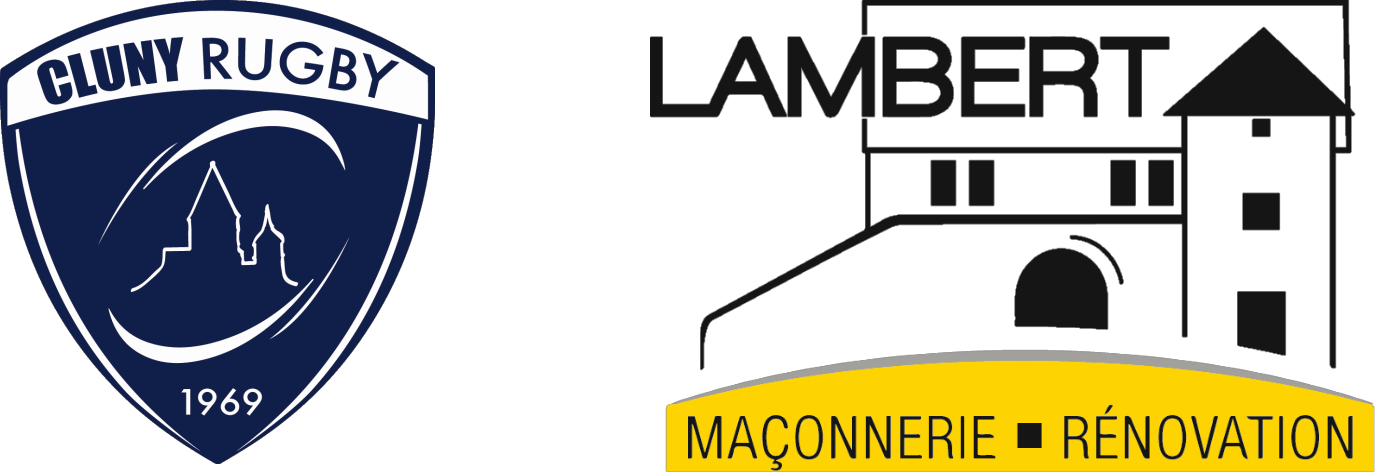 CLUNY RUGBY
1969
LAMBERT
MAÇONNERIE ▪ RÉNOVATION